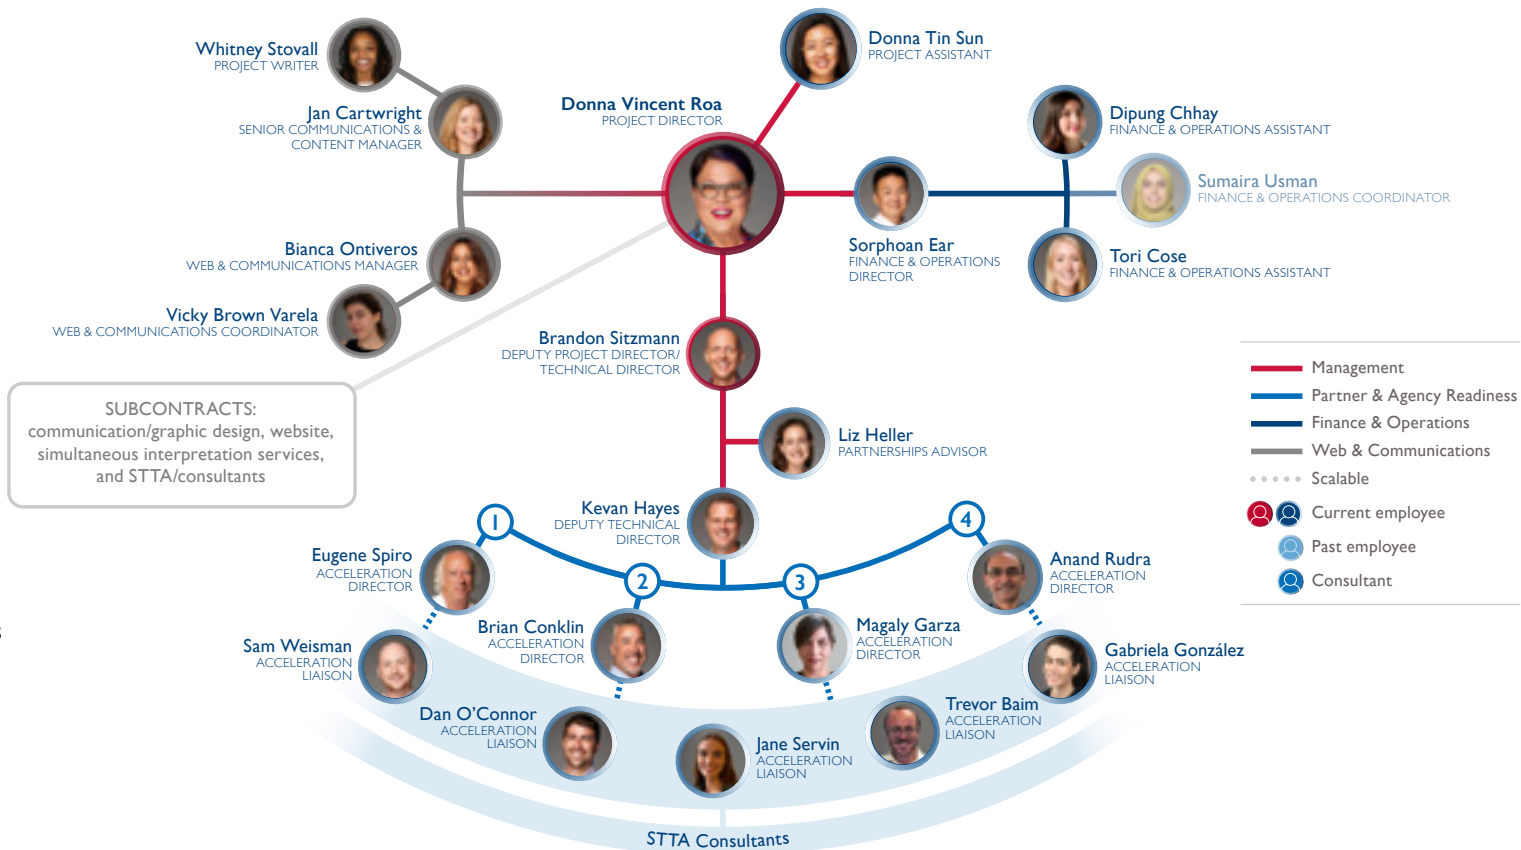 Whitney Stovall
PROJECT WRITER
Jan Cartwright
SENIOR COMMUNICATIONS &
CONTENT MANAGER
Donna Vincent Roa
PROJECT DIRECTOR
Donna Tin Sun
PROJECT ASSISTANT
Dipung Chhay
FINANCE & OPERATIONS ASSISTANT
Sumaira Usman
FINANCE & OPERATIONS COORDINATOR
Sorphoan Ear
FINANCE & OPERATIONS
DIRECTOR
Tori Cose
FINANCE & OPERATIONS ASSISTANT
Bianca Ontiveros
WEB & COMMUNICATIONS MANAGER
Vicky Brown Varela
WEB & COMMUNICATIONS COORDINATOR
Brandon Sitzmann
DEPUTY PROJECT DIRECTOR/
TECHNICAL DIRECTOR
SUBCONTRACTS:
communication/graphic design, website,
simultaneous interpretation services,
and STTA/consultants
Liz Heller
PARTNERSHIPS ADVISOR
Kevan Hayes
DEPUTY TECHNICAL
DIRECTOR
1
2
3
4
Eugene Spiro
ACCELERATION
DIRECTOR
Brian Conklin
ACCELERATION
DIRECTOR
Magaly Garza
ACCELERATION
DIRECTOR
Anand Rudra
ACCELERATION
DIRECTOR
s
Sam Weisman
ACCELERATION
LIAISON
Dan O'Connor
ACCELERATION
LIAISON
Jane Servin
ACCELERATION
LIAISON
Trevor Baim
ACCELERATION
LIAISON
Gabriela González
ACCELERATION
LIAISON
STTA Consultants
Management
Partner & Agency Readiness
Finance & Operations
Web & Communications
Scalable
Current employee
Past employee
Consultant